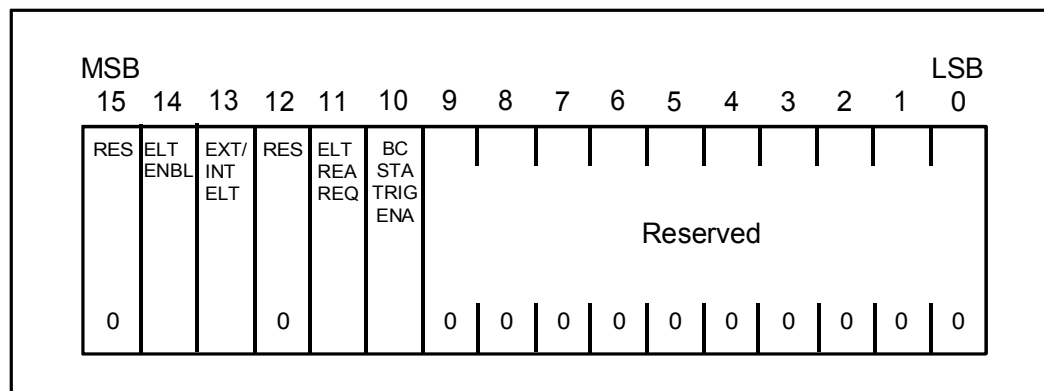 MSB LSB
15 14 13 12 11 10 9 8 7 6 5 4 3 2 1 0
RES ELT EXT/ RES ELT BC
ENBL INT REA STA
ELT REQ TRIG
ENA
Reserved
0 0 0 0 0 0 0 0 0 0 0 0